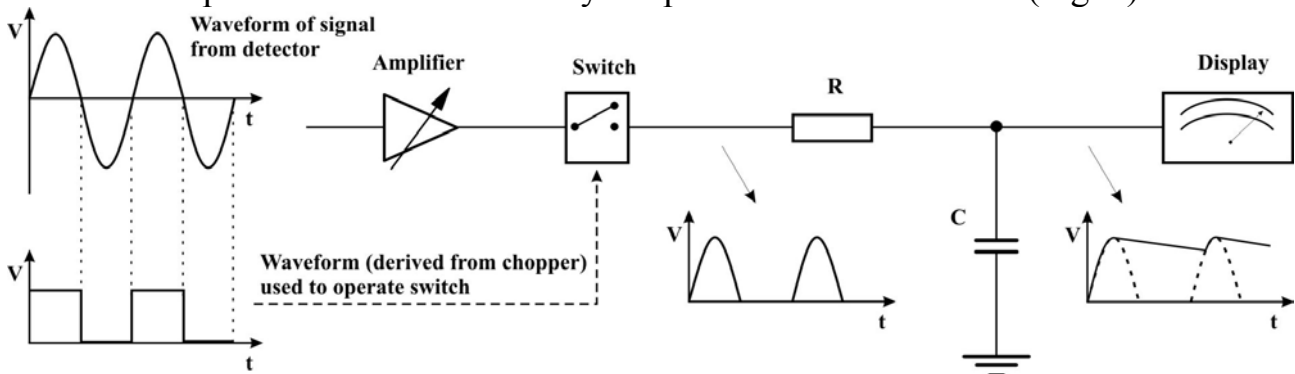 V
Waveform of signal
from detector
t
Amplifier
Switch
R
Display
C
V
t
Waveform (derived from chopper)
used to operate switch
V
t
V
t